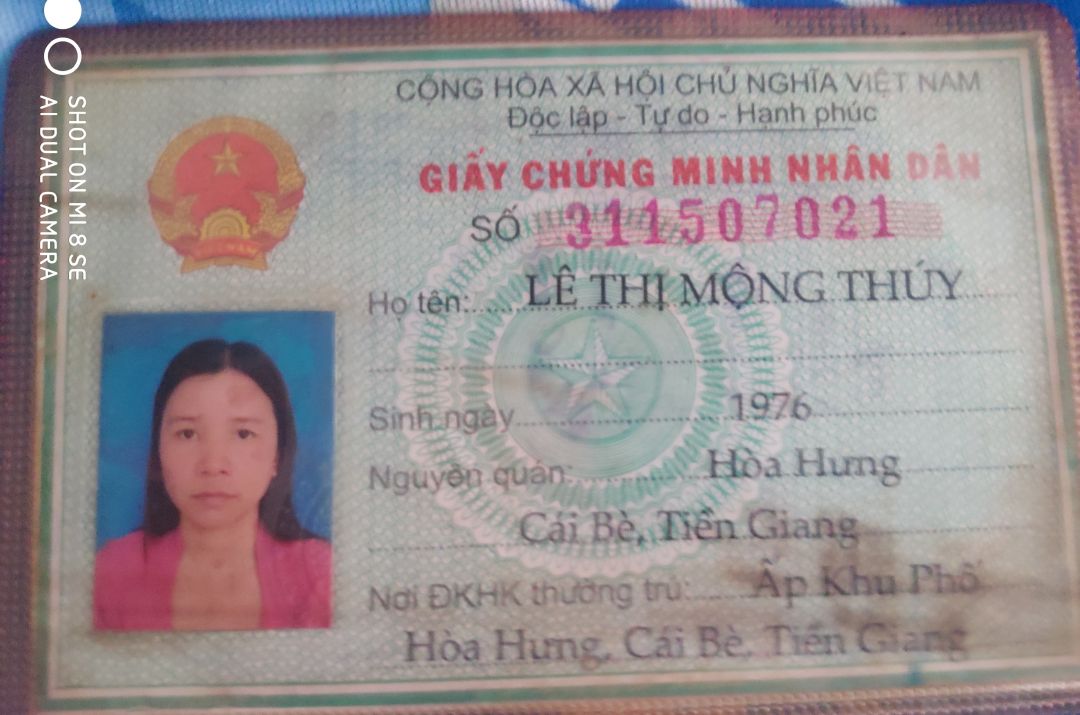 CỘNG HÒA XÃ HỘI CHỦ NGHĨA VIỆT NAM
Độc lập - Tự do - Hạnh phúc
GIẤY CHỨNG MINH NHÂN DÂN
SỐ 311507021
Họ tên: LÊ THỊ MỘNG THÚY
Sinh ngày 1976
Nguyên quán: Hòa Hưng
Cái Bè, Tiền Giang
Nơi ĐKHK thường trú: Ấp Khu Phố
Hòa Hưng, Cái Bè, Tiền Giang
SHOT ON MI 8 SE
AI DUAL CAMERA